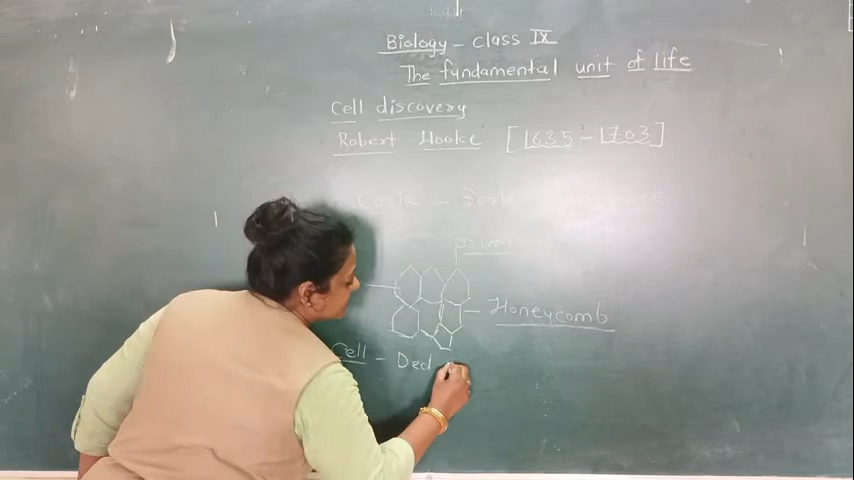 Biology - class IX
The fundamental unit of life
Cell discovery
Robert Hooke [1635 - 1703]
Honeycomb
Cell - Ded